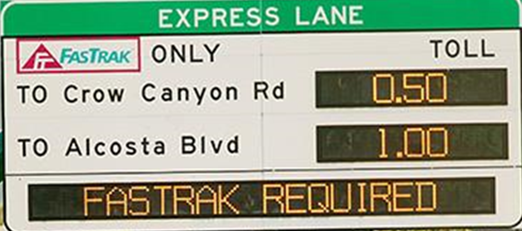 EXPRESS LANE
FASTRAK ONLY TOLL
TO Crow Canyon Rd 0.50
TO Alcosta Blvd 1.00
FASTRAK REQUIRED